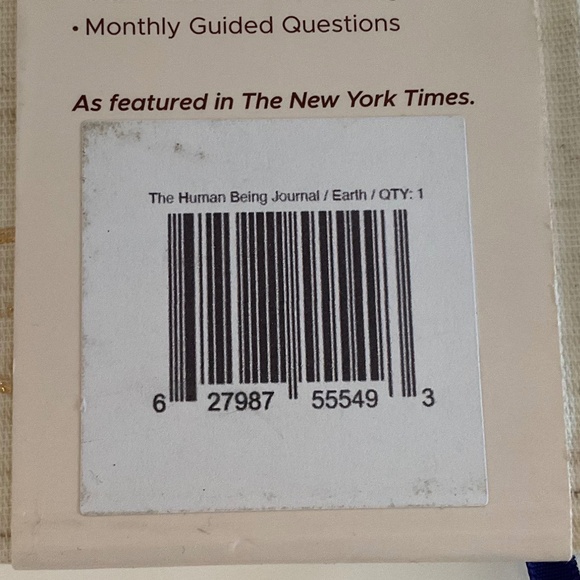 • Monthly Guided Questions
As featured in The New York Times.
The Human Being Journal / Earth / QTY: 1
6 27987 55549 3